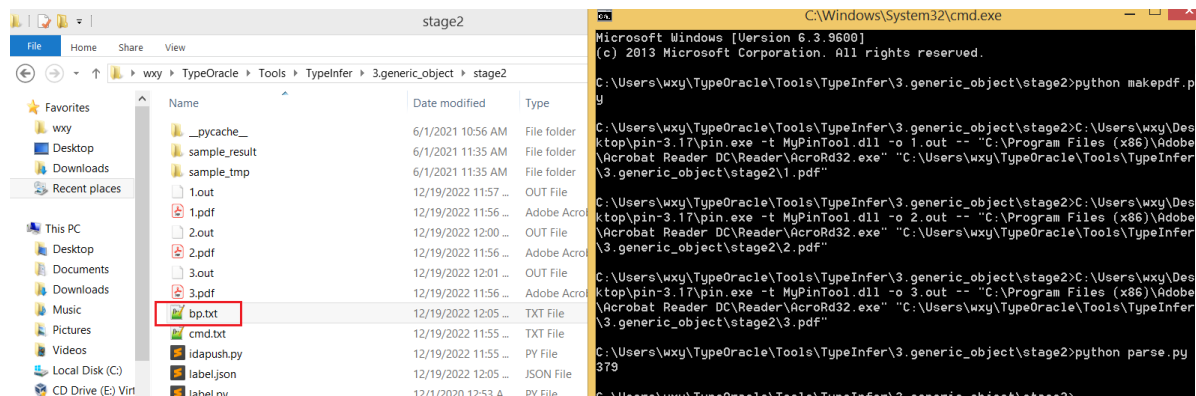 stage2
File Home Share View
wxy TypeOracle Tools TypeInfer 3.generic_object stage2
Favorites
wxy
Desktop
Downloads
Recent places
This PC
Desktop
Documents
Downloads
Music
Pictures
Videos
Local Disk (C:)
CD Drive (E:) Virt
Name Date modified Type
__pycache__ 6/1/2021 10:56 AM File folder
sample_result 6/1/2021 11:35 AM File folder
sample_tmp 6/1/2021 11:35 AM File folder
1.out 12/19/2022 11:57 ... OUT File
1.pdf 12/19/2022 11:56 ... Adobe Acrol
2.out 12/19/2022 12:00 ... OUT File
2.pdf 12/19/2022 11:56 ... Adobe Acrol
3.out 12/19/2022 12:01 ... OUT File
3.pdf 12/19/2022 11:56 ... Adobe Acrol
bp.txt 12/19/2022 12:05 ... TXT File
cmd.txt 12/19/2022 11:55 ... TXT File
idapush.py 12/19/2022 11:55 ... PY File
label.json 12/19/2022 12:05 ... JSON File
label.py 12/1/2020 12:53 A... PY File
C:\Windows\System32\cmd.exe
Microsoft Windows [Version 6.3.9600]
(c) 2013 Microsoft Corporation. All rights reserved.
C:\Users\wxy\TypeOracle\Tools\TypeInfer\3.generic_object\stage2>python makepdf.p
y
C:\Users\wxy\TypeOracle\Tools\TypeInfer\3.generic_object\stage2>C:\Users\wxy\Des
ktop\pin-3.17\pin.exe -t MyPinTool.dll -o 1.out -- "C:\Program Files (x86)\Adobe
\Acrobat Reader DC\Reader\AcroRd32.exe" "C:\Users\wxy\TypeOracle\Tools\TypeInfer
\3.generic_object\stage2\1.pdf"
C:\Users\wxy\TypeOracle\Tools\TypeInfer\3.generic_object\stage2>C:\Users\wxy\Des
ktop\pin-3.17\pin.exe -t MyPinTool.dll -o 2.out -- "C:\Program Files (x86)\Adobe
\Acrobat Reader DC\Reader\AcroRd32.exe" "C:\Users\wxy\TypeOracle\Tools\TypeInfer
\3.generic_object\stage2\2.pdf"
C:\Users\wxy\TypeOracle\Tools\TypeInfer\3.generic_object\stage2>C:\Users\wxy\Des
ktop\pin-3.17\pin.exe -t MyPinTool.dll -o 3.out -- "C:\Program Files (x86)\Adobe
\Acrobat Reader DC\Reader\AcroRd32.exe" "C:\Users\wxy\TypeOracle\Tools\TypeInfer
\3.generic_object\stage2\3.pdf"
C:\Users\wxy\TypeOracle\Tools\TypeInfer\3.generic_object\stage2>python parse.py
379